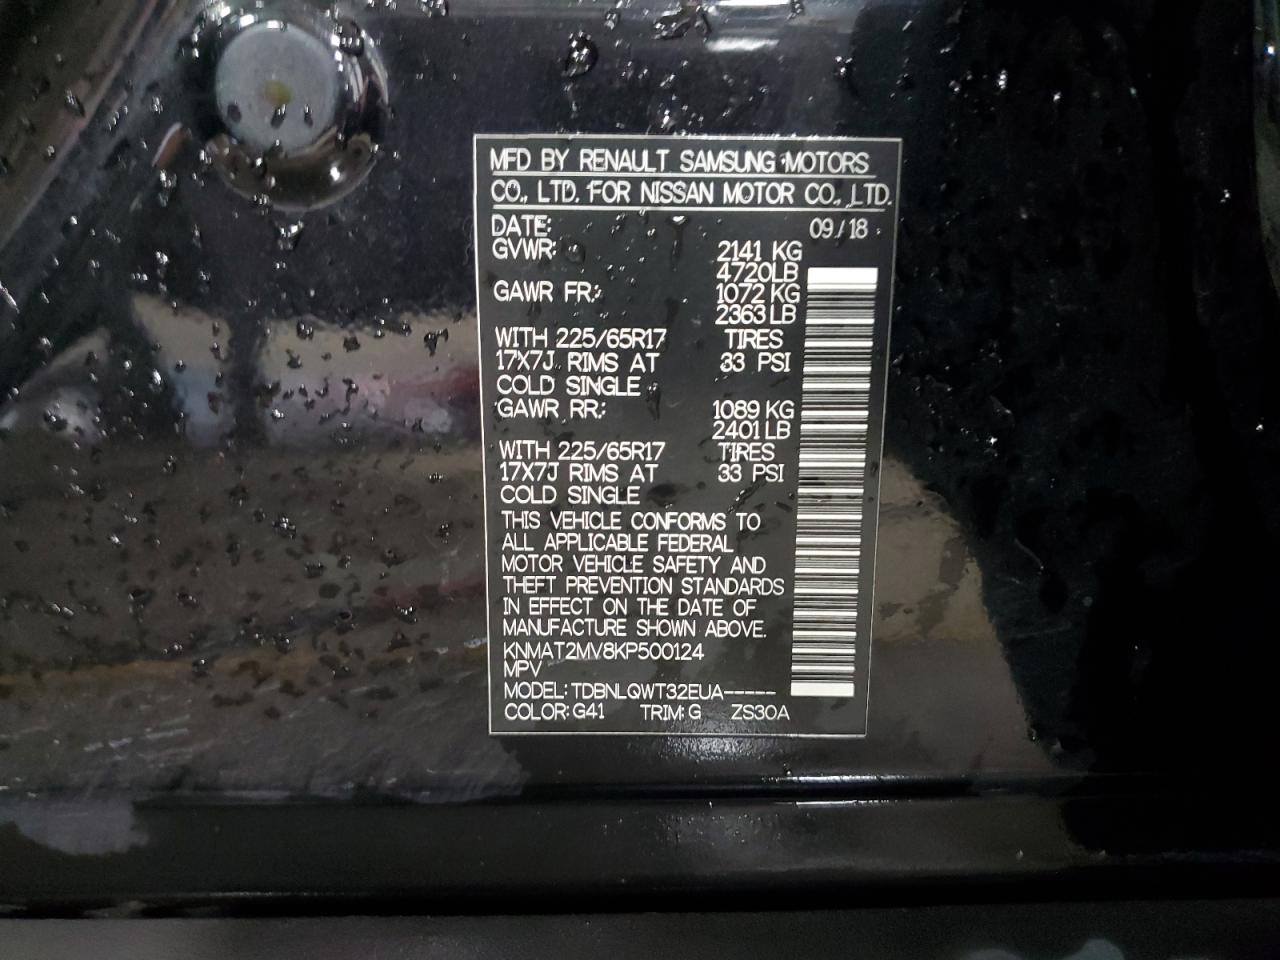 MFD BY RENAULT SAMSUNG MOTORS
CO., LTD. FOR NISSAN MOTOR CO., LTD.
DATE: 09/18
GVWR: 2141 KG
4720LB
GAWR FR: 1072 KG
2363 LB
WITH 225/65R17 TIRES
17X7J RIMS AT 33 PSI
COLD SINGLE
GAWR RR: 1089 KG
2401 LB
WITH 225/65R17 TIRES
17X7J RIMS AT 33 PSI
COLD SINGLE
THIS VEHICLE CONFORMS TO
ALL APPLICABLE FEDERAL
MOTOR VEHICLE SAFETY AND
THEFT PREVENTION STANDARDS
IN EFFECT ON THE DATE OF
MANUFACTURE SHOWN ABOVE.
KNMAT2MV8KP500124
MPV
MODEL: TDBNLQWT32EUA-----
COLOR: G41 TRIM: G ZS30A